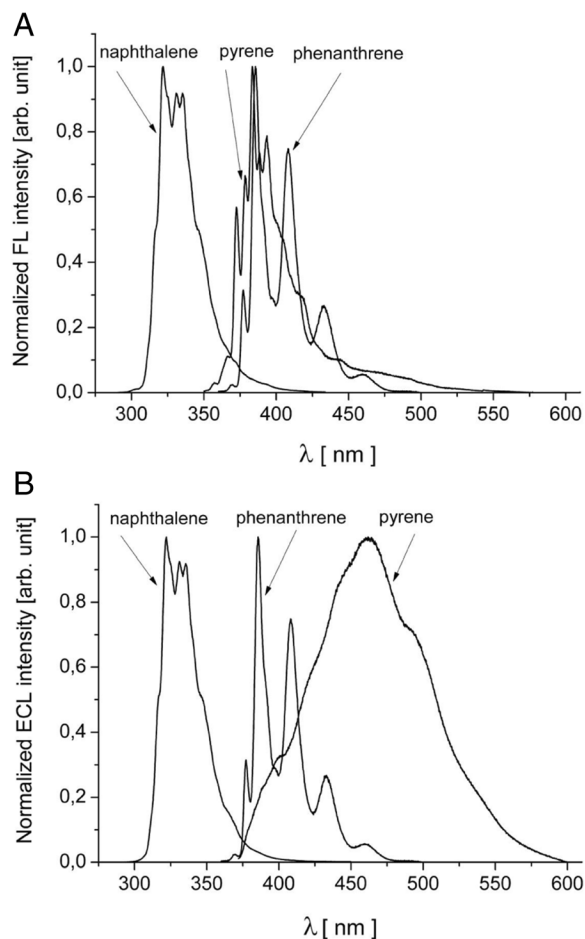 A
naphthalene
pyrene
phenanthrene
1,0
0,8
0,6
0,4
0,2
0,0
Normalized FL intensity [arb. unit]
300 350 400 450 500 550 600
λ [ nm ]
B
naphthalene
phenanthrene
pyrene
1,0
0,8
0,6
0,4
0,2
0,0
Normalized ECL intensity [arb. unit]
300 350 400 450 500 550 600
λ [ nm ]